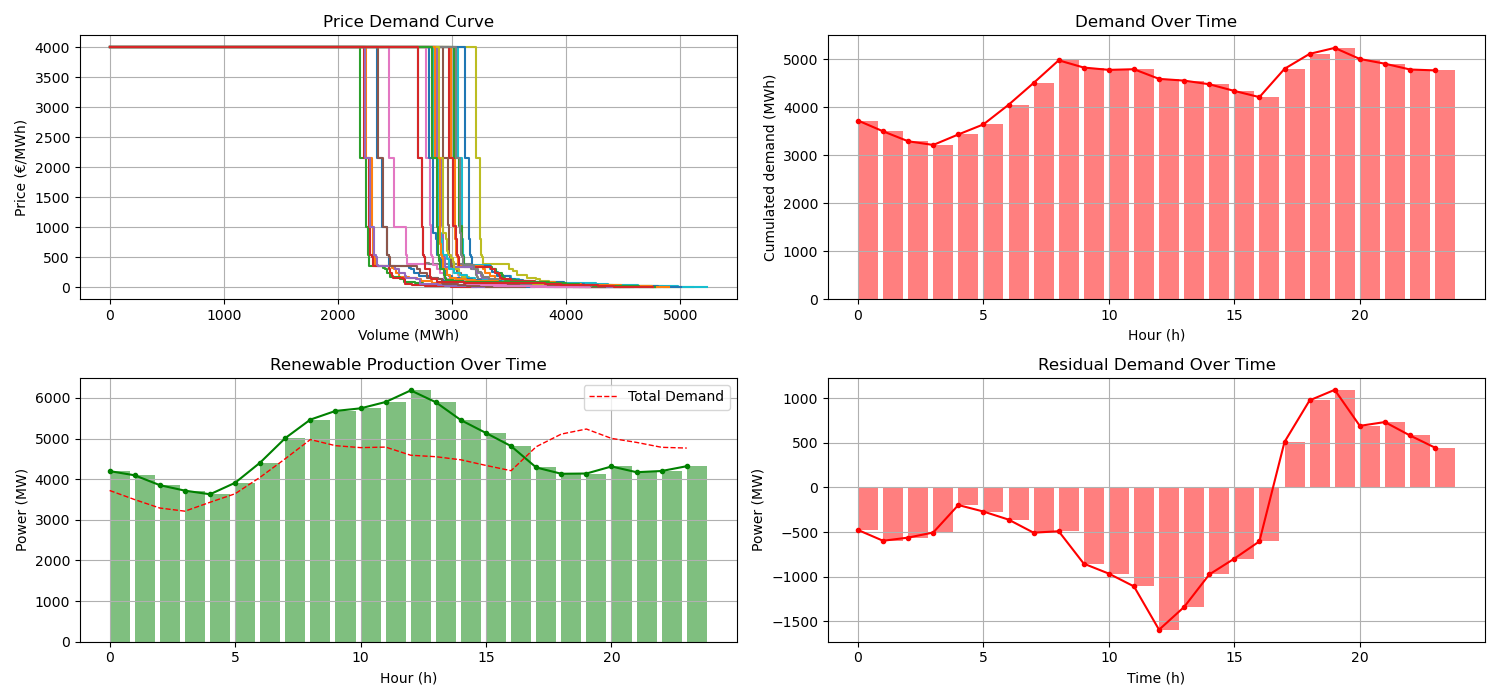 Price Demand Curve
Price (€/MWh)
4000
3500
3000
2500
2000
1500
1000
500
0
0 1000 2000 3000 4000 5000
Volume (MWh)
Demand Over Time
Cumulated demand (MWh)
5000
4000
3000
2000
1000
0
0 5 10 15 20
Hour (h)
Renewable Production Over Time
Total Demand
Power (MW)
6000
5000
4000
3000
2000
1000
0
0 5 10 15 20
Hour (h)
Residual Demand Over Time
Power (MW)
1000
500
0
−500
−1000
−1500
0 5 10 15 20
Time (h)